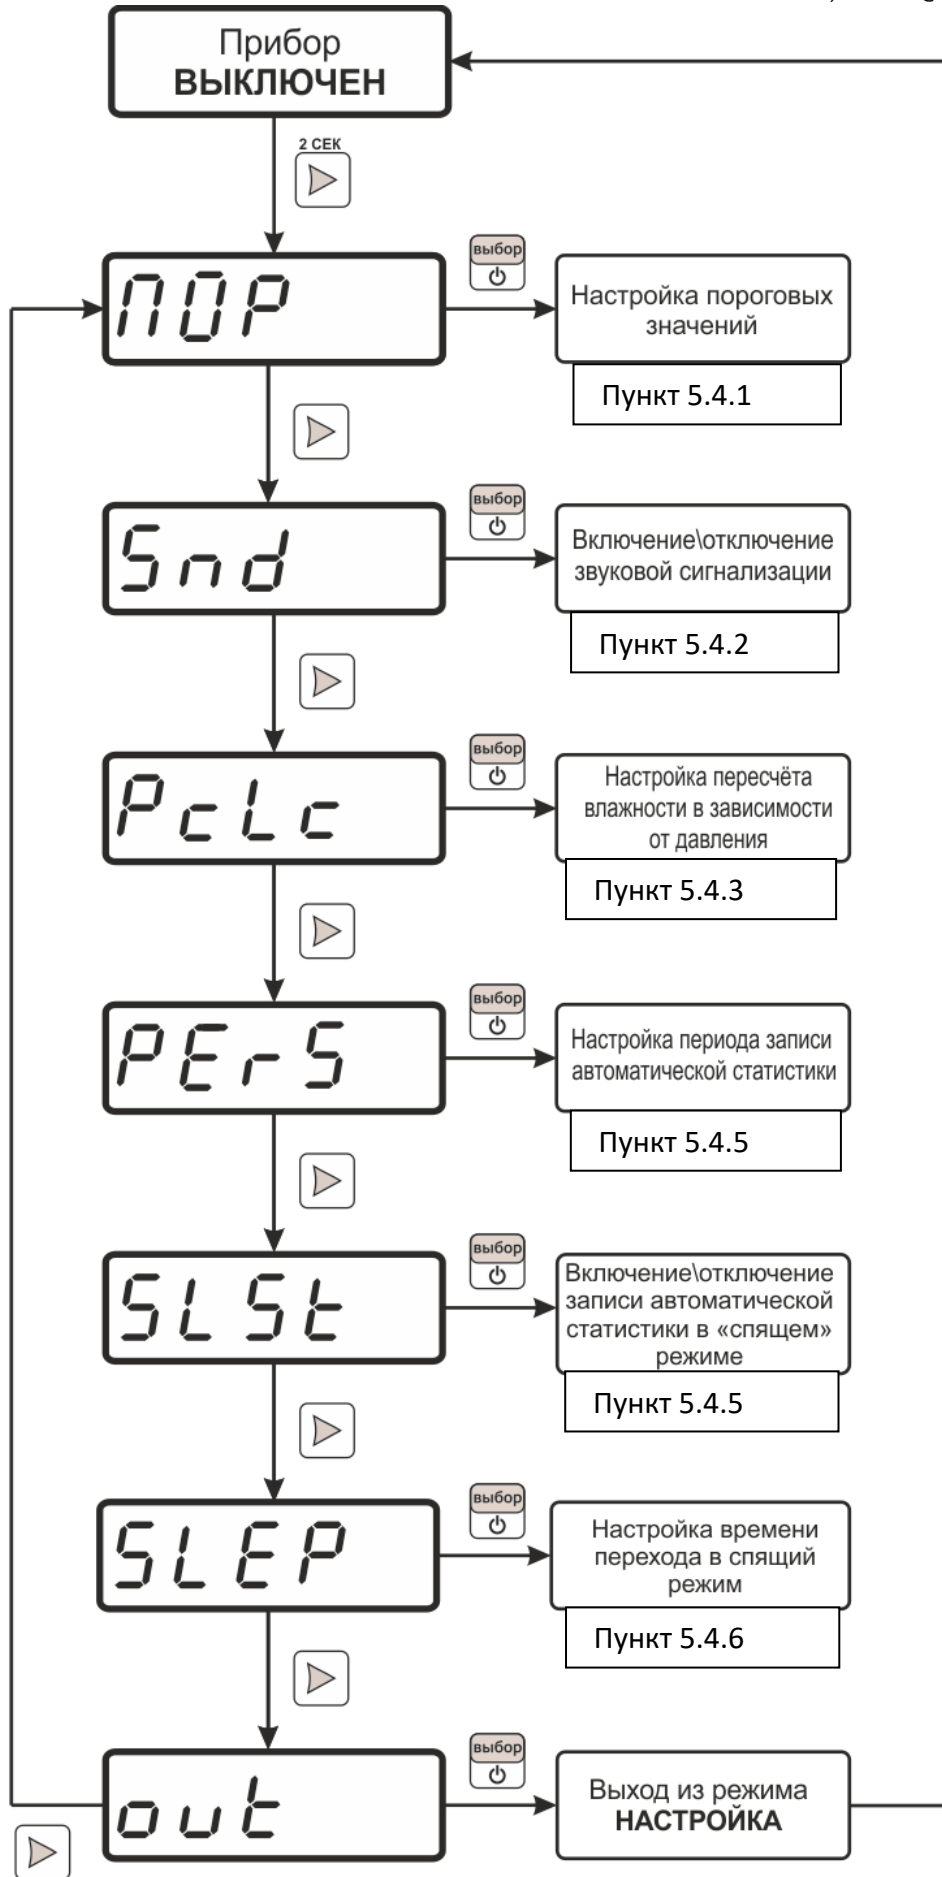 Прибор
ВЫКЛЮЧЕН
2 СЕК
ПОР
выбор
Настройка пороговых
значений
Пункт 5.4.1
Snd
выбор
Включение\отключение
звуковой сигнализации
Пункт 5.4.2
PcLc
выбор
Настройка пересчёта
влажности в зависимости
от давления
Пункт 5.4.3
PErS
выбор
Настройка периода записи
автоматической статистики
Пункт 5.4.5
SLSt
выбор
Включение\отключение
записи автоматической
статистики в «спящем»
режиме
Пункт 5.4.5
SLEP
выбор
Настройка времени
перехода в спящий
режим
Пункт 5.4.6
out
выбор
Выход из режима
НАСТРОЙКА